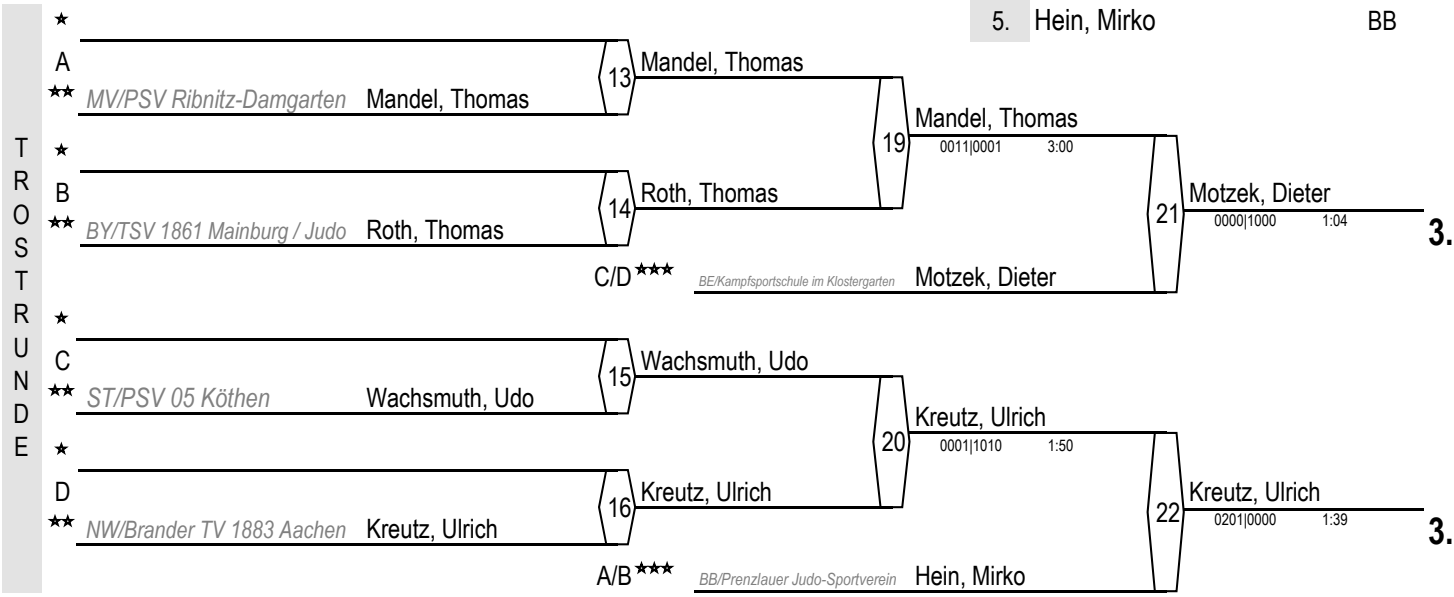 5. Hein, Mirko BB
TROSTRUNDE
A
MV/PSV Ribnitz-Damgarten Mandel, Thomas
13 Mandel, Thomas
19 Mandel, Thomas
0011|0001 3:00
B
BY/TSV 1861 Mainburg / Judo Roth, Thomas
14 Roth, Thomas
21 Motzek, Dieter
0000|1000 1:04
3.
C/D BE/Kampfsportschule im Klostergarten Motzek, Dieter
C
ST/PSV 05 Köthen Wachsmuth, Udo
15 Wachsmuth, Udo
20 Kreutz, Ulrich
0001|1010 1:50
D
NW/Brander TV 1883 Aachen Kreutz, Ulrich
16 Kreutz, Ulrich
22 Kreutz, Ulrich
0201|0000 1:39
3.
A/B BB/Prenzlauer Judo-Sportverein Hein, Mirko